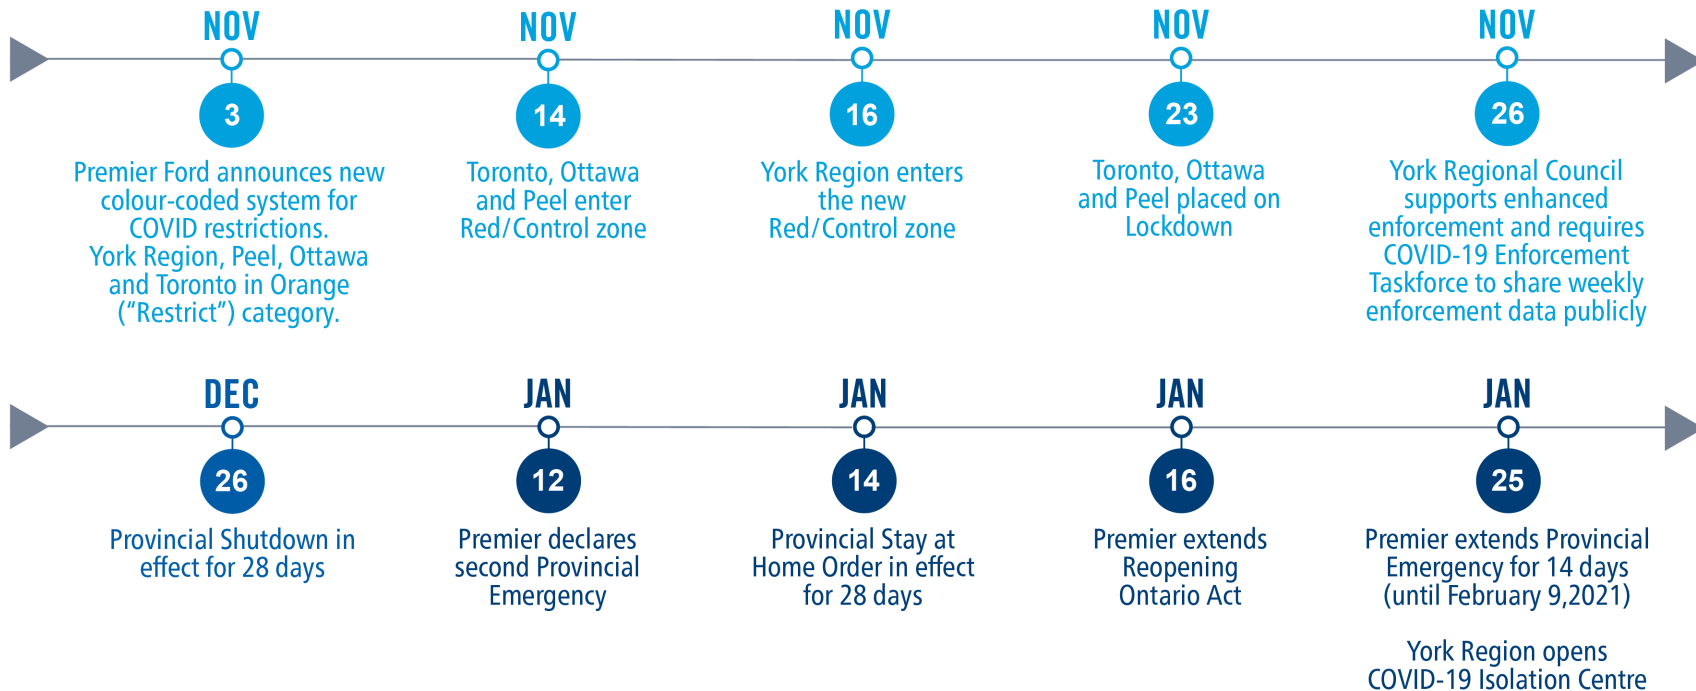 NOV
3
Premier Ford announces new
colour-coded system for
COVID restrictions.
York Region, Peel, Ottawa
and Toronto in Orange
("Restrict") category.
NOV
14
Toronto, Ottawa
and Peel enter
Red/Control zone
NOV
16
York Region enters
the new
Red/Control zone
NOV
23
Toronto, Ottawa
and Peel placed on
Lockdown
NOV
26
York Regional Council
supports enhanced
enforcement and requires
COVID-19 Enforcement
Taskforce to share weekly
enforcement data publicly
DEC
26
Provincial Shutdown in
effect for 28 days
JAN
12
Premier declares
second Provincial
Emergency
JAN
14
Provincial Stay at
Home Order in effect
for 28 days
JAN
16
Premier extends
Reopening
Ontario Act
JAN
25
Premier extends Provincial
Emergency for 14 days
(until February 9,2021)
York Region opens
COVID-19 Isolation Centre